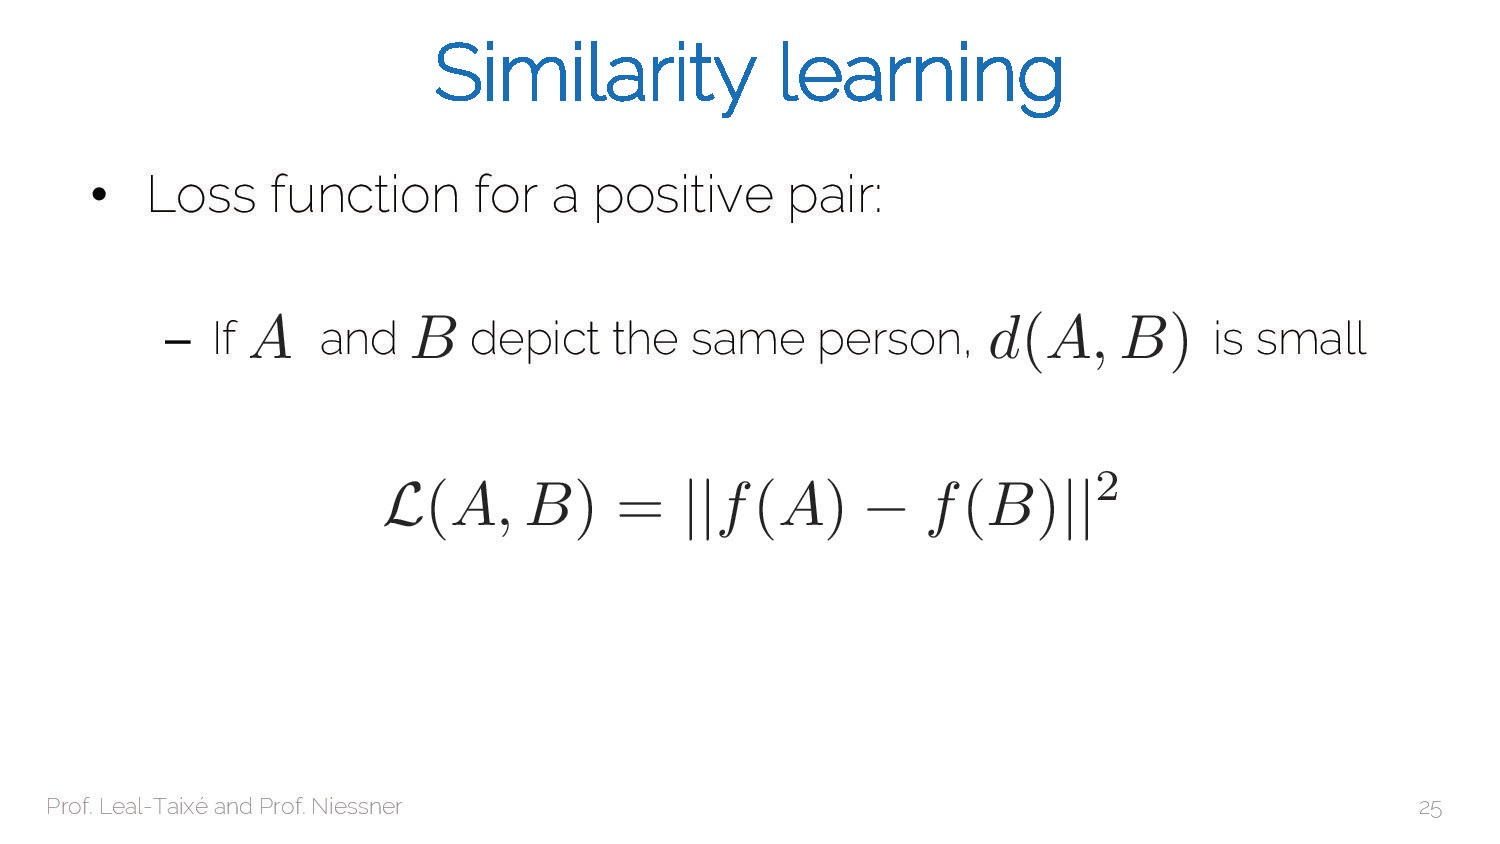 Similarity learning
• Loss function for a positive pair:
– If A and B depict the same person, d(A, B) is small
ℒ(A, B) = ||f(A) − f(B)||²
Prof. Leal-Taixé and Prof. Niessner
25